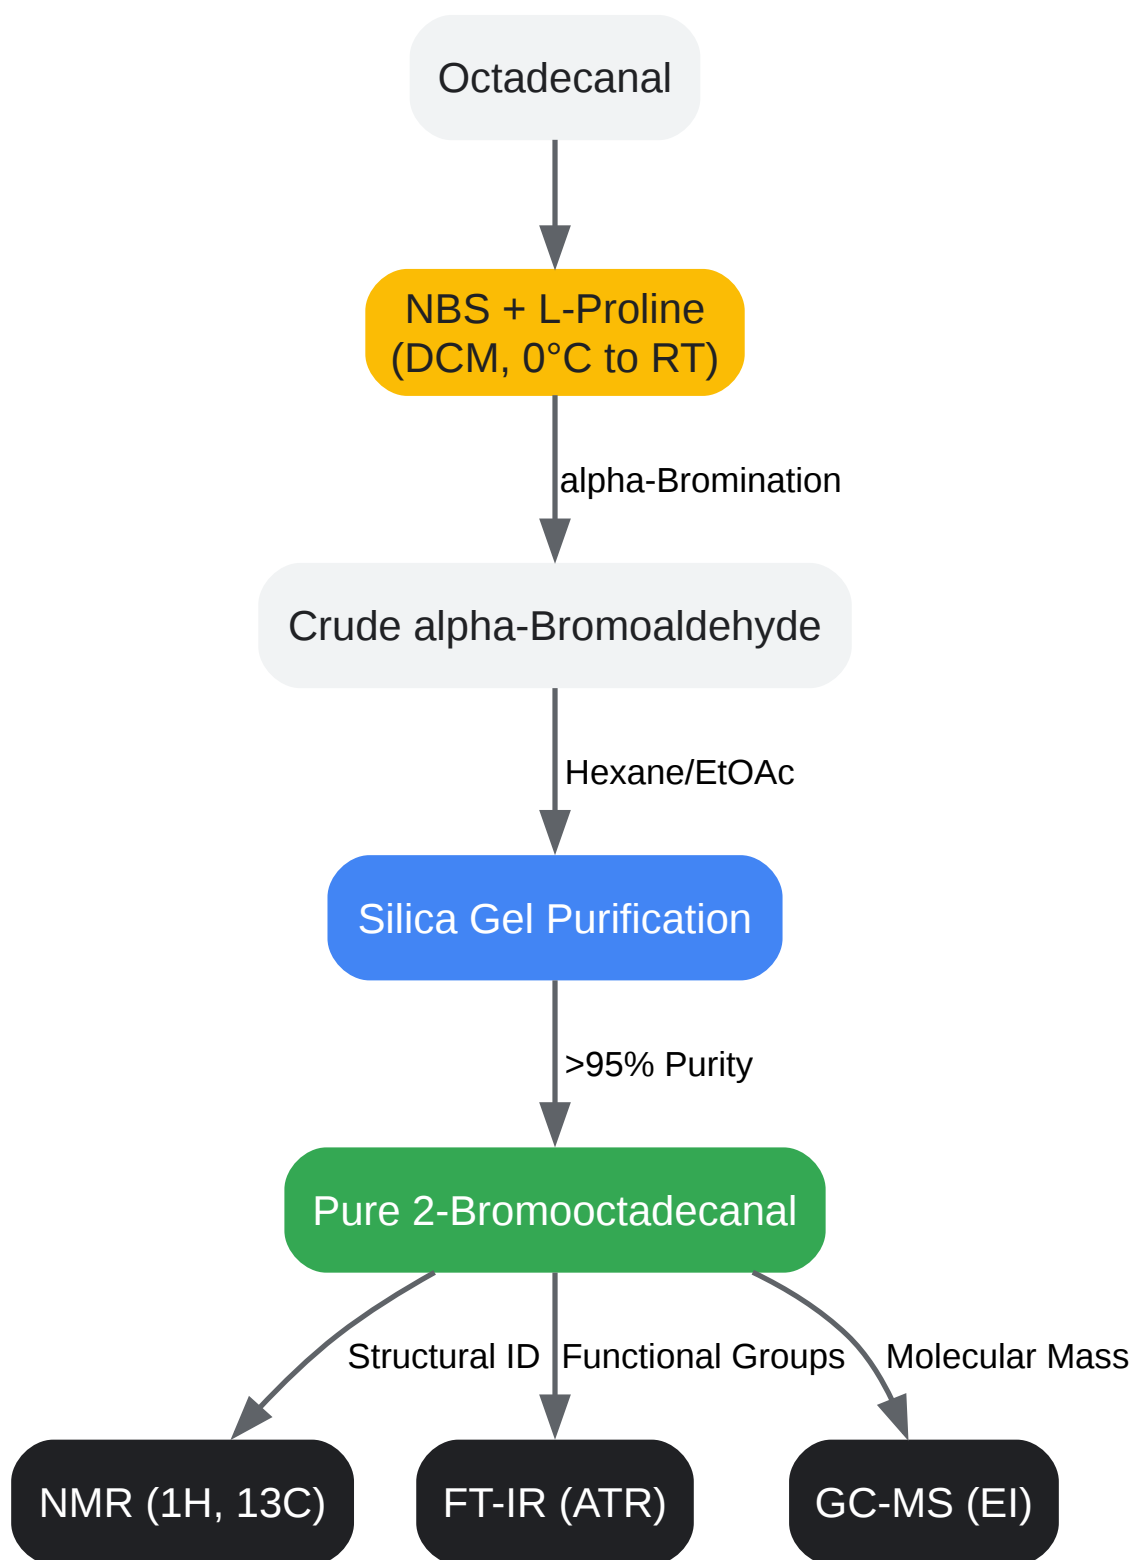 Octadecanal
NBS + L-Proline
(DCM, 0°C to RT)
alpha-Bromination
Crude alpha-Bromoaldehyde
Hexane/EtOAc
Silica Gel Purification
>95% Purity
Pure 2-Bromooctadecanal
Structural ID
Functional Groups
Molecular Mass
NMR (1H, 13C)
FT-IR (ATR)
GC-MS (EI)